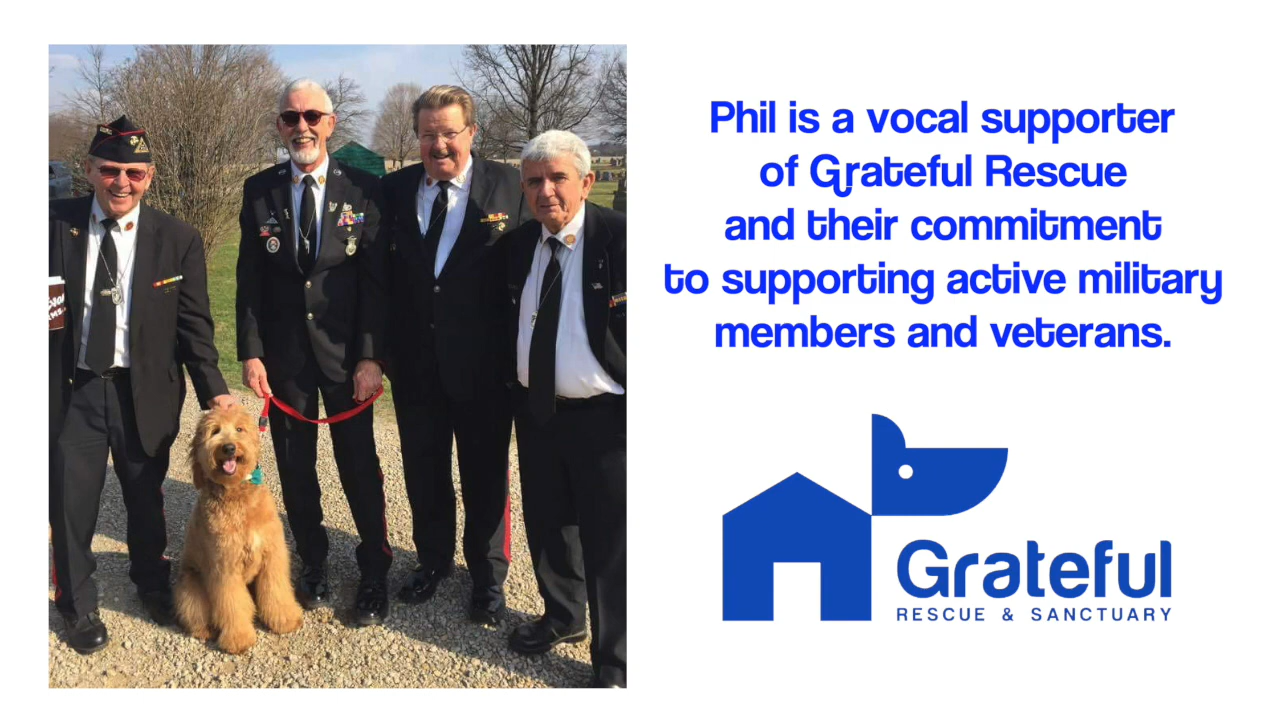 Phil is a vocal supporter
of Grateful Rescue
and their commitment
to supporting active military
members and veterans.
Grateful
RESCUE & SANCTUARY